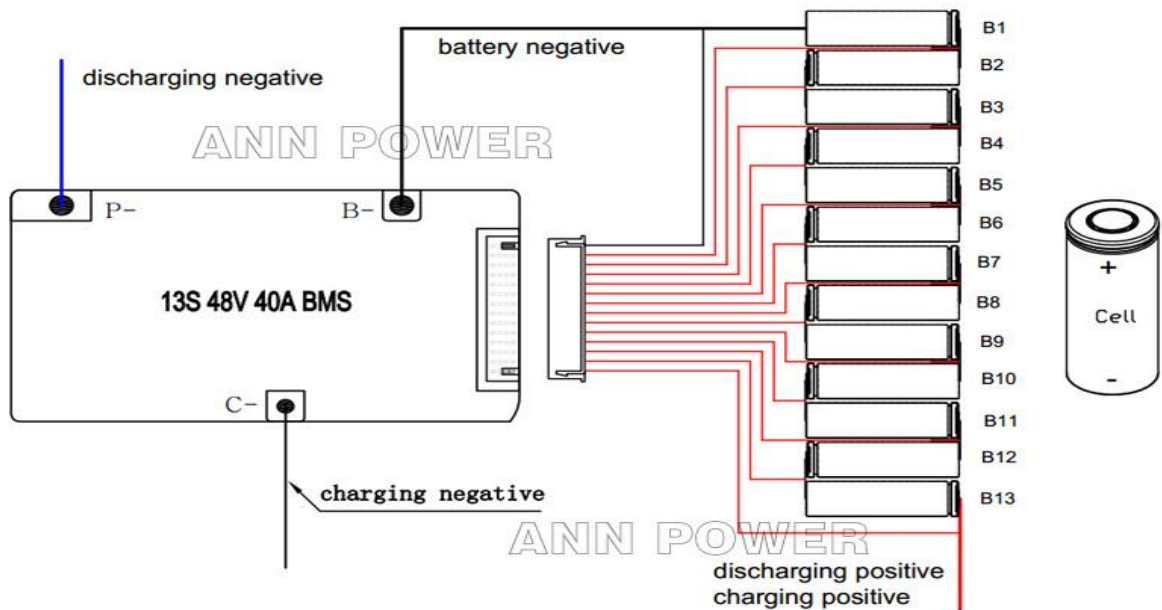 battery negative
discharging negative
ANN POWER
P-
B-
13S 48V 40A BMS
C-
charging negative
B1
B2
B3
B4
B5
B6
B7
B8
B9
B10
B11
B12
B13
+
Cell
-
ANN POWER
discharging positive
charging positive